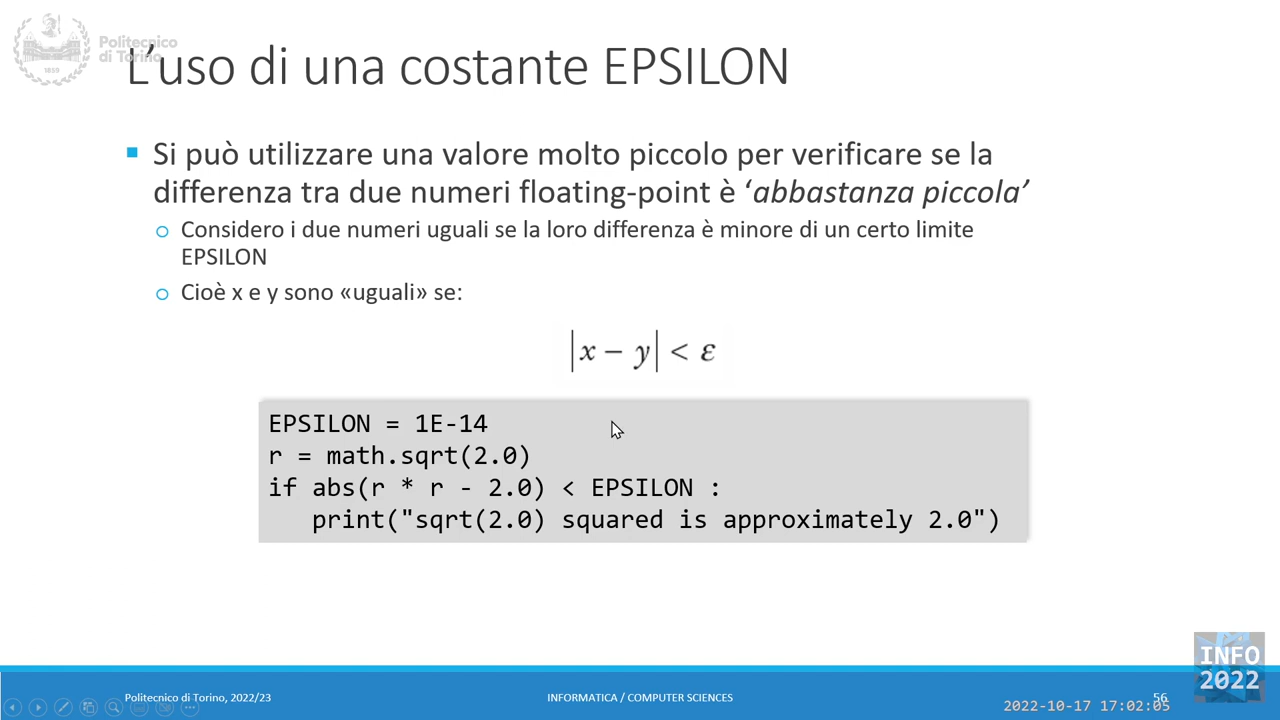 Politecnico
di Torino
1859
L'uso di una costante EPSILON
Si può utilizzare una valore molto piccolo per verificare se la
differenza tra due numeri floating-point è ‘abbastanza piccola’
Considero i due numeri uguali se la loro differenza è minore di un certo limite
EPSILON
Cioè x e y sono «uguali» se:
|x − y| < ε
EPSILON = 1E-14
r = math.sqrt(2.0)
if abs(r * r - 2.0) < EPSILON :
   print("sqrt(2.0) squared is approximately 2.0")
INFO
2022
Politecnico di Torino, 2022/23
INFORMATICA / COMPUTER SCIENCES
56
2022-10-17 17:02:05